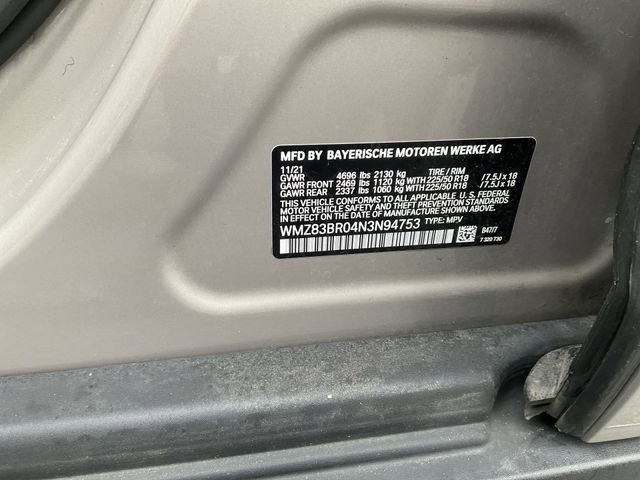 MFD BY BAYERISCHE MOTOREN WERKE AG
11/21 TIRE / RIM
GVWR 4696 lbs 2130 kg
GAWR FRONT 2469 lbs 1120 kg WITH 225/50 R18 /7.5J x 18
GAWR REAR 2337 lbs 1060 kg WITH 225/50 R18 /7.5J x 18
THIS VEHICLE CONFORMS TO ALL APPLICABLE U. S. FEDERAL
MOTOR VEHICLE SAFETY, BUMPER, AND THEFT PREVENTION
STANDARDS IN EFFECT ON THE DATE OF MANUFACTURE SHOWN ABOVE.
WMZ83BR04N3N94753 TYPE: MPV
B47/7
7 320 730